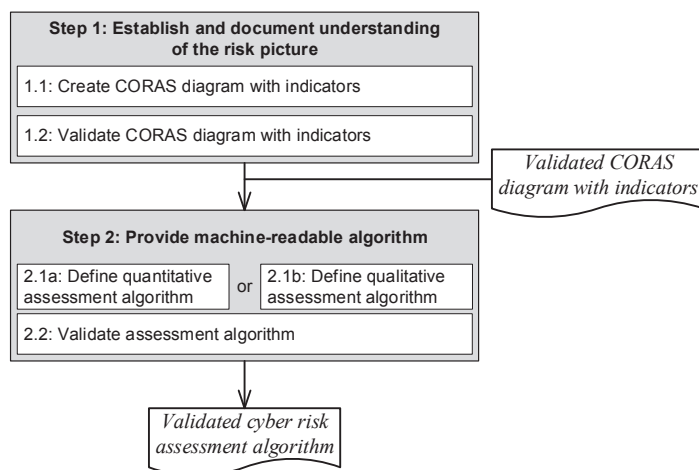 Step 1: Establish and document understanding
of the risk picture
1.1: Create CORAS diagram with indicators
1.2: Validate CORAS diagram with indicators
Validated CORAS
diagram with indicators
Step 2: Provide machine-readable algorithm
2.1a: Define quantitative
assessment algorithm
or
2.1b: Define qualitative
assessment algorithm
2.2: Validate assessment algorithm
Validated cyber risk
assessment algorithm